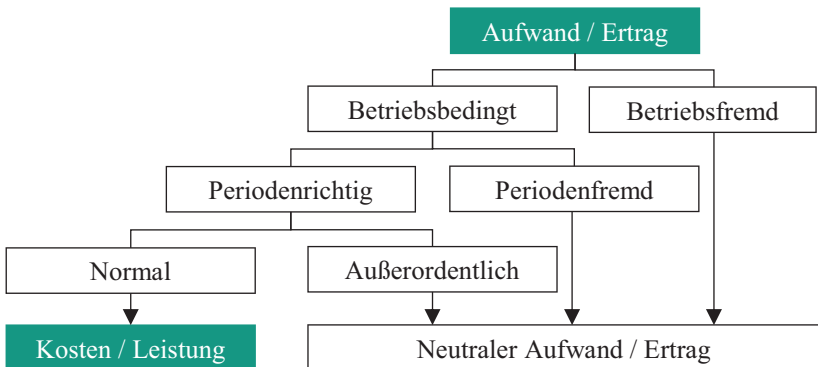 Aufwand / Ertrag
Betriebsbedingt
Betriebsfremd
Periodenrichtig
Periodenfremd
Normal
Außerordentlich
Kosten / Leistung
Neutraler Aufwand / Ertrag